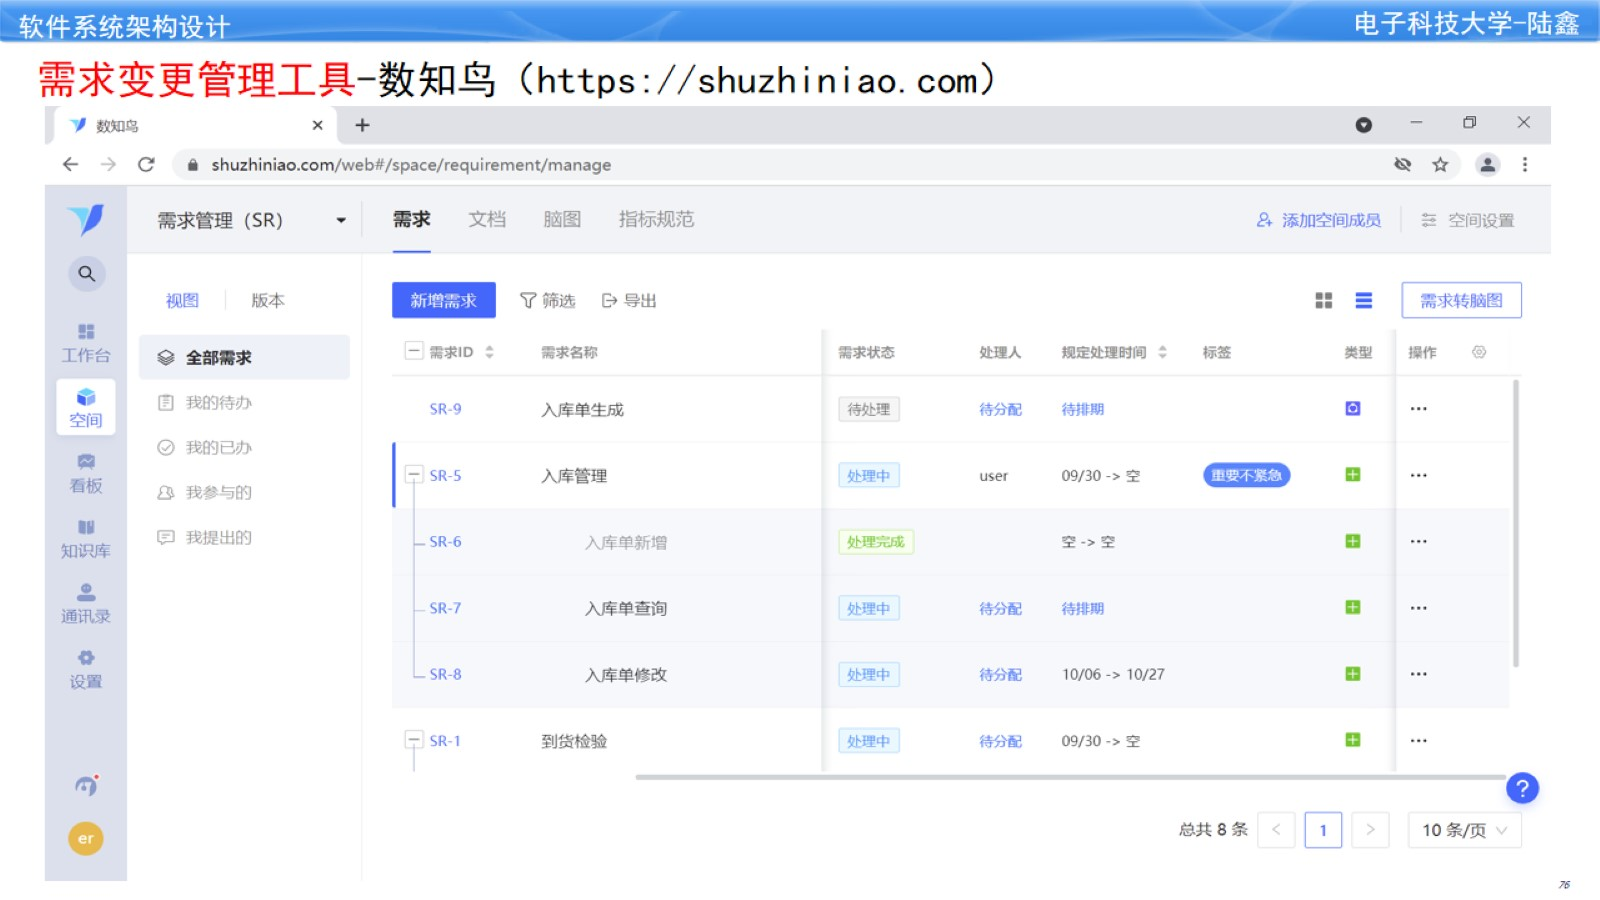 软件系统架构设计
电子科技大学-陆鑫
需求变更管理工具-数知鸟（https://shuzhiniao.com）
数知鸟
shuzhiniao.com/web#/space/requirement/manage
需求管理（SR）
需求 文档 脑图 指标规范
添加空间成员 空间设置
工作台
空间
看板
知识库
通讯录
设置
er
视图 版本
全部需求
我的待办
我的已办
我参与的
我提出的
新增需求 筛选 导出 需求转脑图
需求ID 需求名称 需求状态 处理人 规定处理时间 标签 类型 操作
SR-9 入库单生成 待处理 待分配 待排期 ...
SR-5 入库管理 处理中 user 09/30 -> 空 重要不紧急 ...
SR-6 入库单新增 处理完成 空 -> 空 ...
SR-7 入库单查询 处理中 待分配 待排期 ...
SR-8 入库单修改 处理中 待分配 10/06 -> 10/27 ...
SR-1 到货检验 处理中 待分配 09/30 -> 空 ...
?
总共 8 条 < 1 > 10 条/页
76